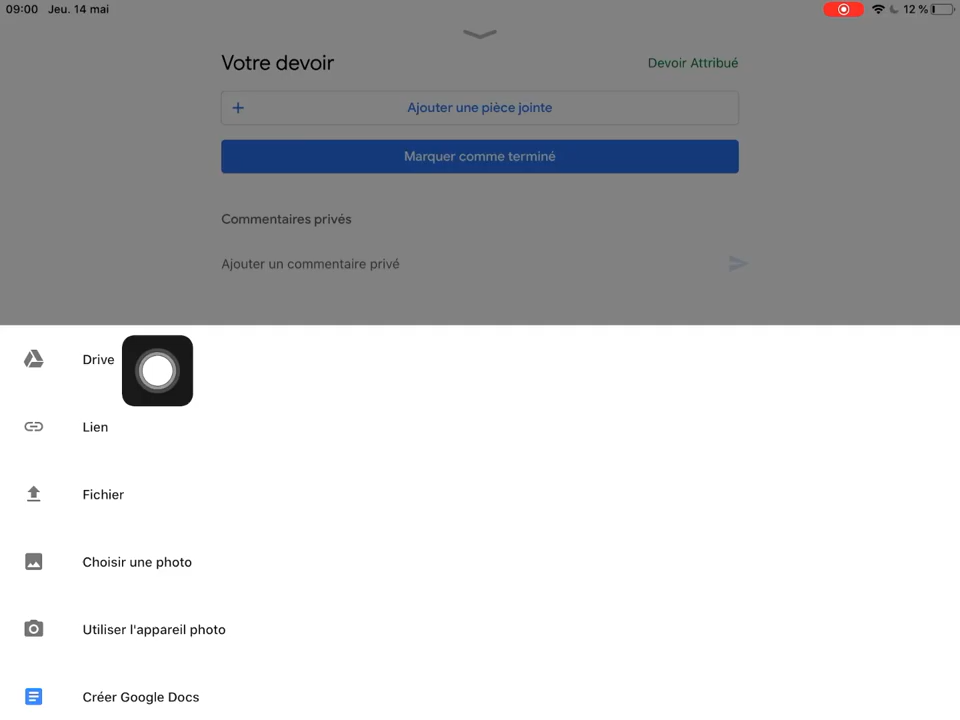 09:00 Jeu. 14 mai 12 %
Votre devoir Devoir Attribué
+ Ajouter une pièce jointe
Marquer comme terminé
Commentaires privés
Ajouter un commentaire privé
Drive
Lien
Fichier
Choisir une photo
Utiliser l'appareil photo
Créer Google Docs